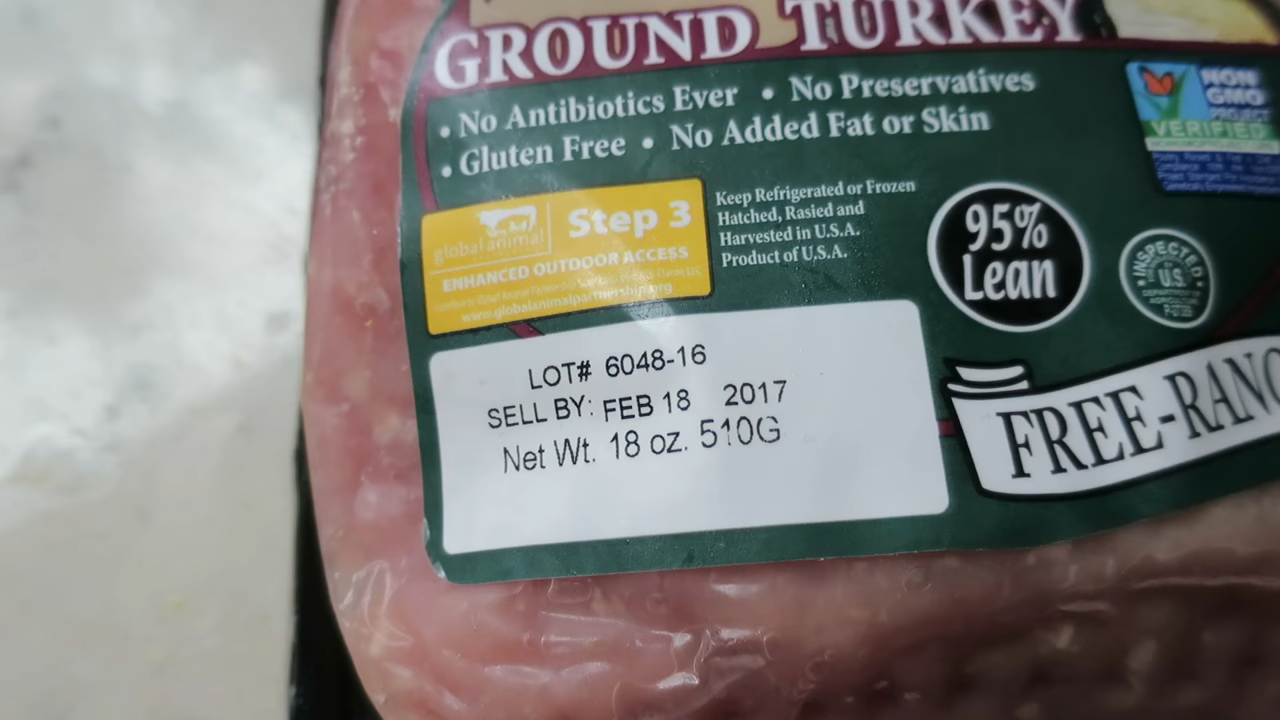 GROUND TURKEY
• No Antibiotics Ever • No Preservatives
• Gluten Free • No Added Fat or Skin
NON
GMO
PROJECT
VERIFIED
globalanimal
Step 3
ENHANCED OUTDOOR ACCESS
www.globalanimalpartnership.org
Keep Refrigerated or Frozen
Hatched, Rasied and
Harvested in U.S.A.
Product of U.S.A.
95%
Lean
INSPECTED
U.S.
LOT# 6048-16
SELL BY: FEB 18 2017
Net Wt. 18 oz. 510G
FREE-RANG